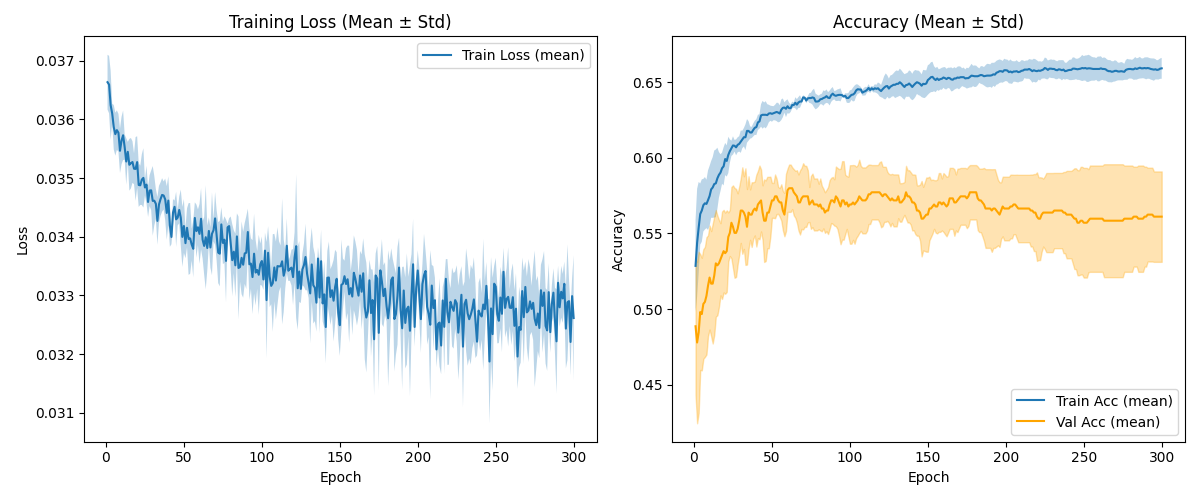 Training Loss (Mean ± Std)
Train Loss (mean)
0.037
0.036
0.035
0.034
0.033
0.032
0.031
Loss
0 50 100 150 200 250 300
Epoch
Accuracy (Mean ± Std)
0.65
0.60
0.55
0.50
0.45
Accuracy
Train Acc (mean)
Val Acc (mean)
0 50 100 150 200 250 300
Epoch